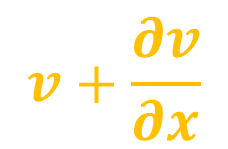 v + ∂v/∂x